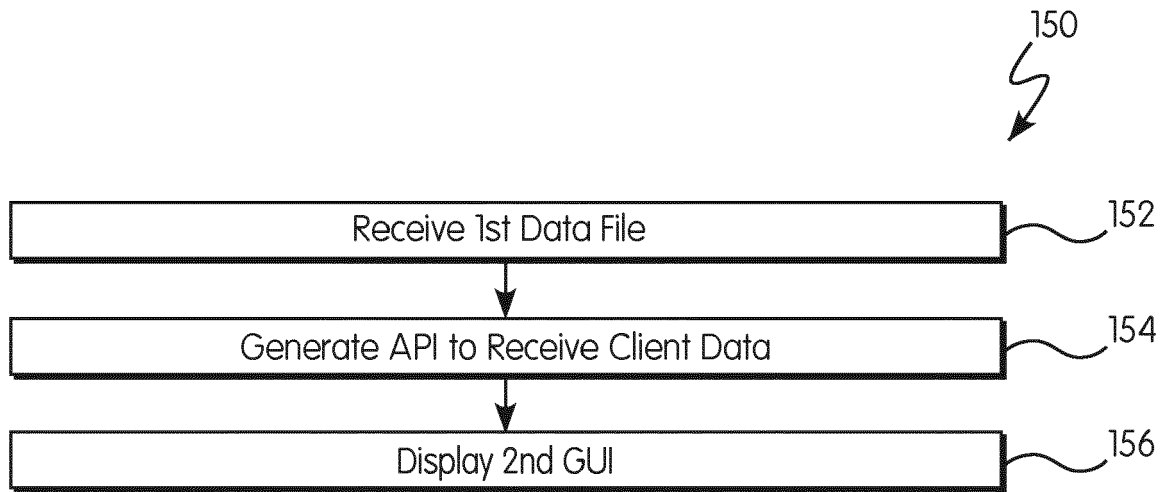 150
Receive 1st Data File
152
Generate API to Receive Client Data
154
Display 2nd GUI
156